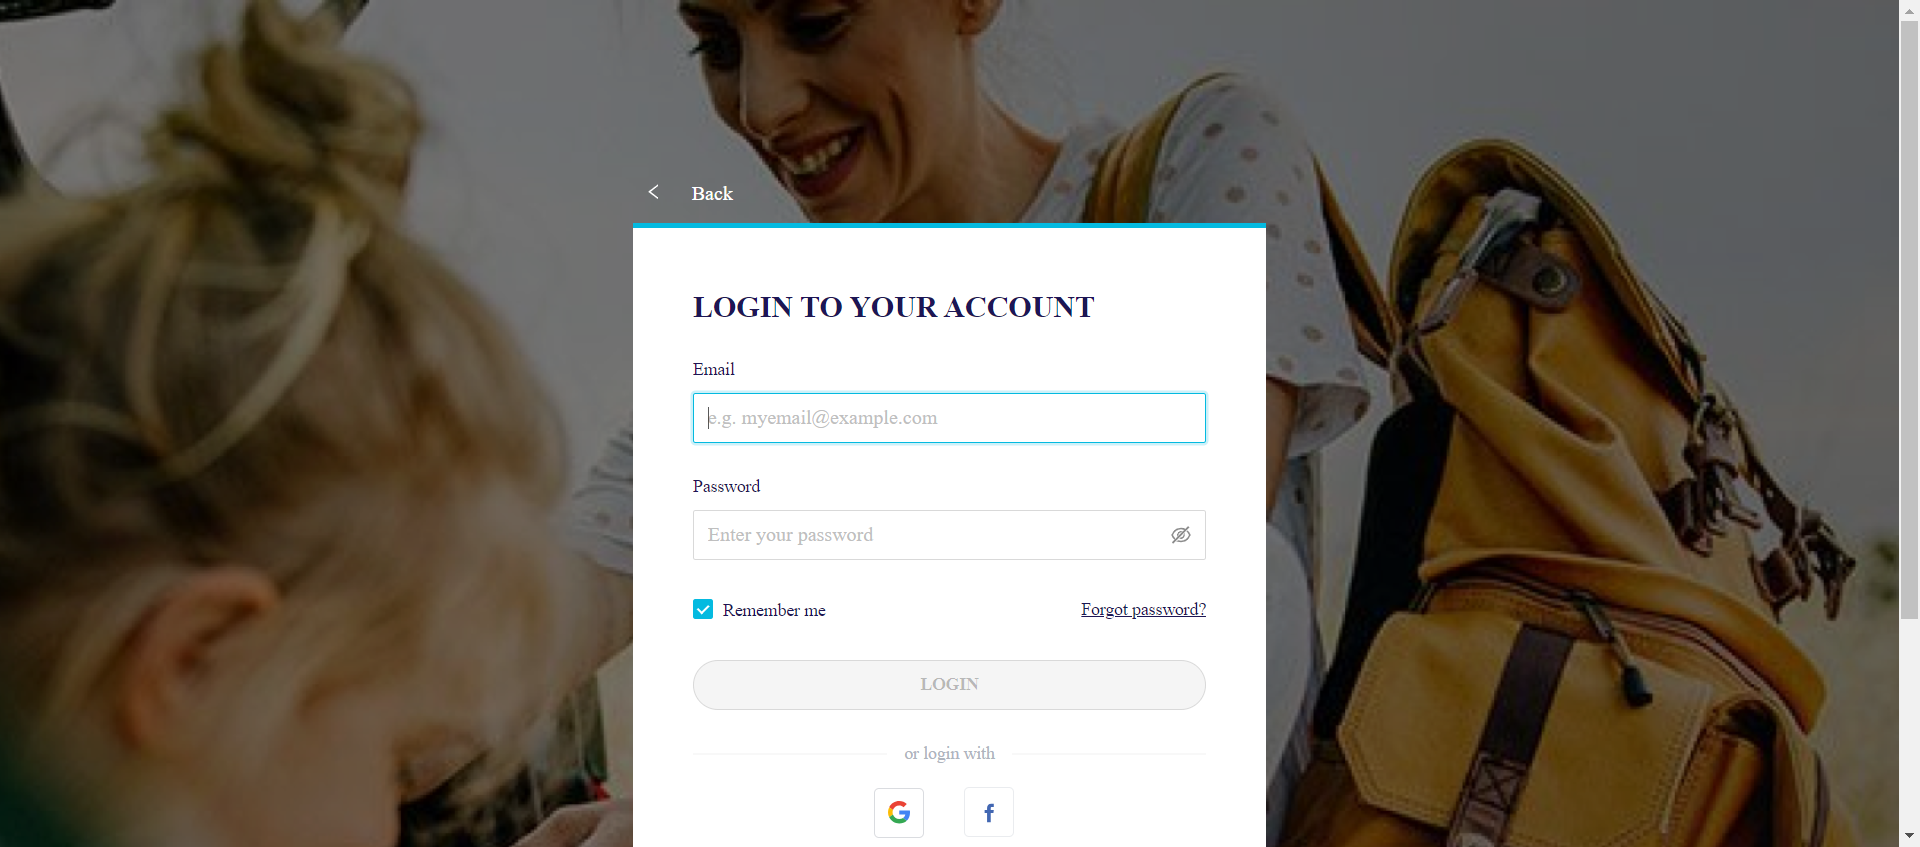 Back
LOGIN TO YOUR ACCOUNT
Email
e.g. myemail@example.com
Password
Enter your password
Remember me
Forgot password?
LOGIN
or login with